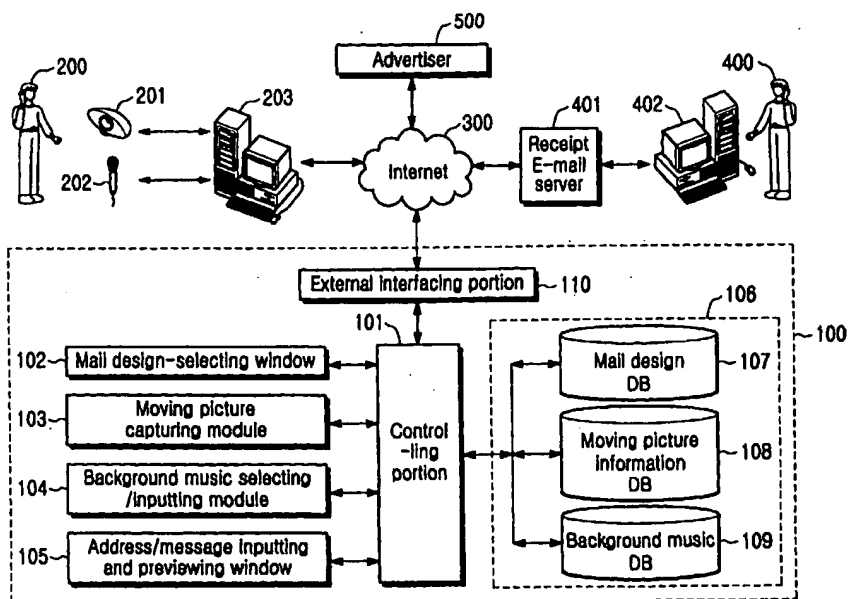 500
Advertiser
200
201
203
300
401
402
400
Internet
Receipt
E-mail
server
202
External interfacing portion
110
101
106
100
102
Mail design-selecting window
Mail design
DB
107
103
Moving picture
capturing module
Control
-ling
portion
Moving picture
information
DB
108
104
Background music selecting
/inputting module
105
Address/message inputting
and previewing window
Background music
DB
109